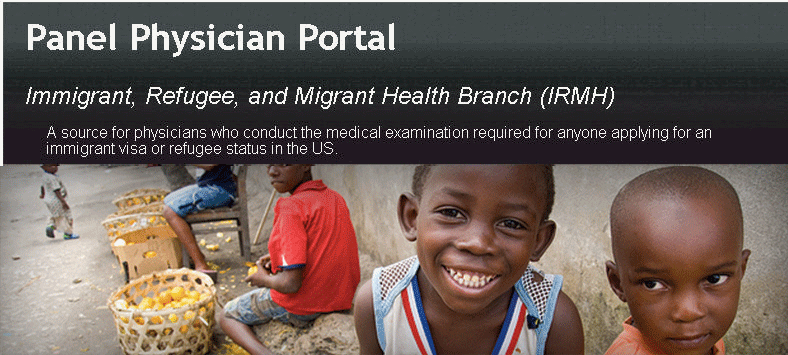 Panel Physician Portal
Immigrant, Refugee, and Migrant Health Branch (IRMH)
A source for physicians who conduct the medical examination required for anyone applying for an
immigrant visa or refugee status in the US.